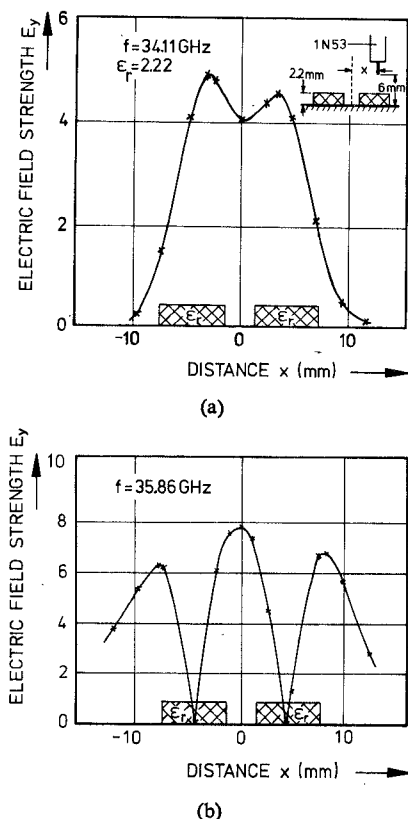 ELECTRIC FIELD STRENGTH Ey
6
4
2
0
f=34.11GHz
εr=2.22
1N53
x
2.2mm
6mm
εr
εr
-10
0
10
DISTANCE x (mm)
(a)
ELECTRIC FIELD STRENGTH Ey
10
8
6
4
2
0
f=35.86GHz
εr
εr
-10
0
10
DISTANCE x (mm)
(b)